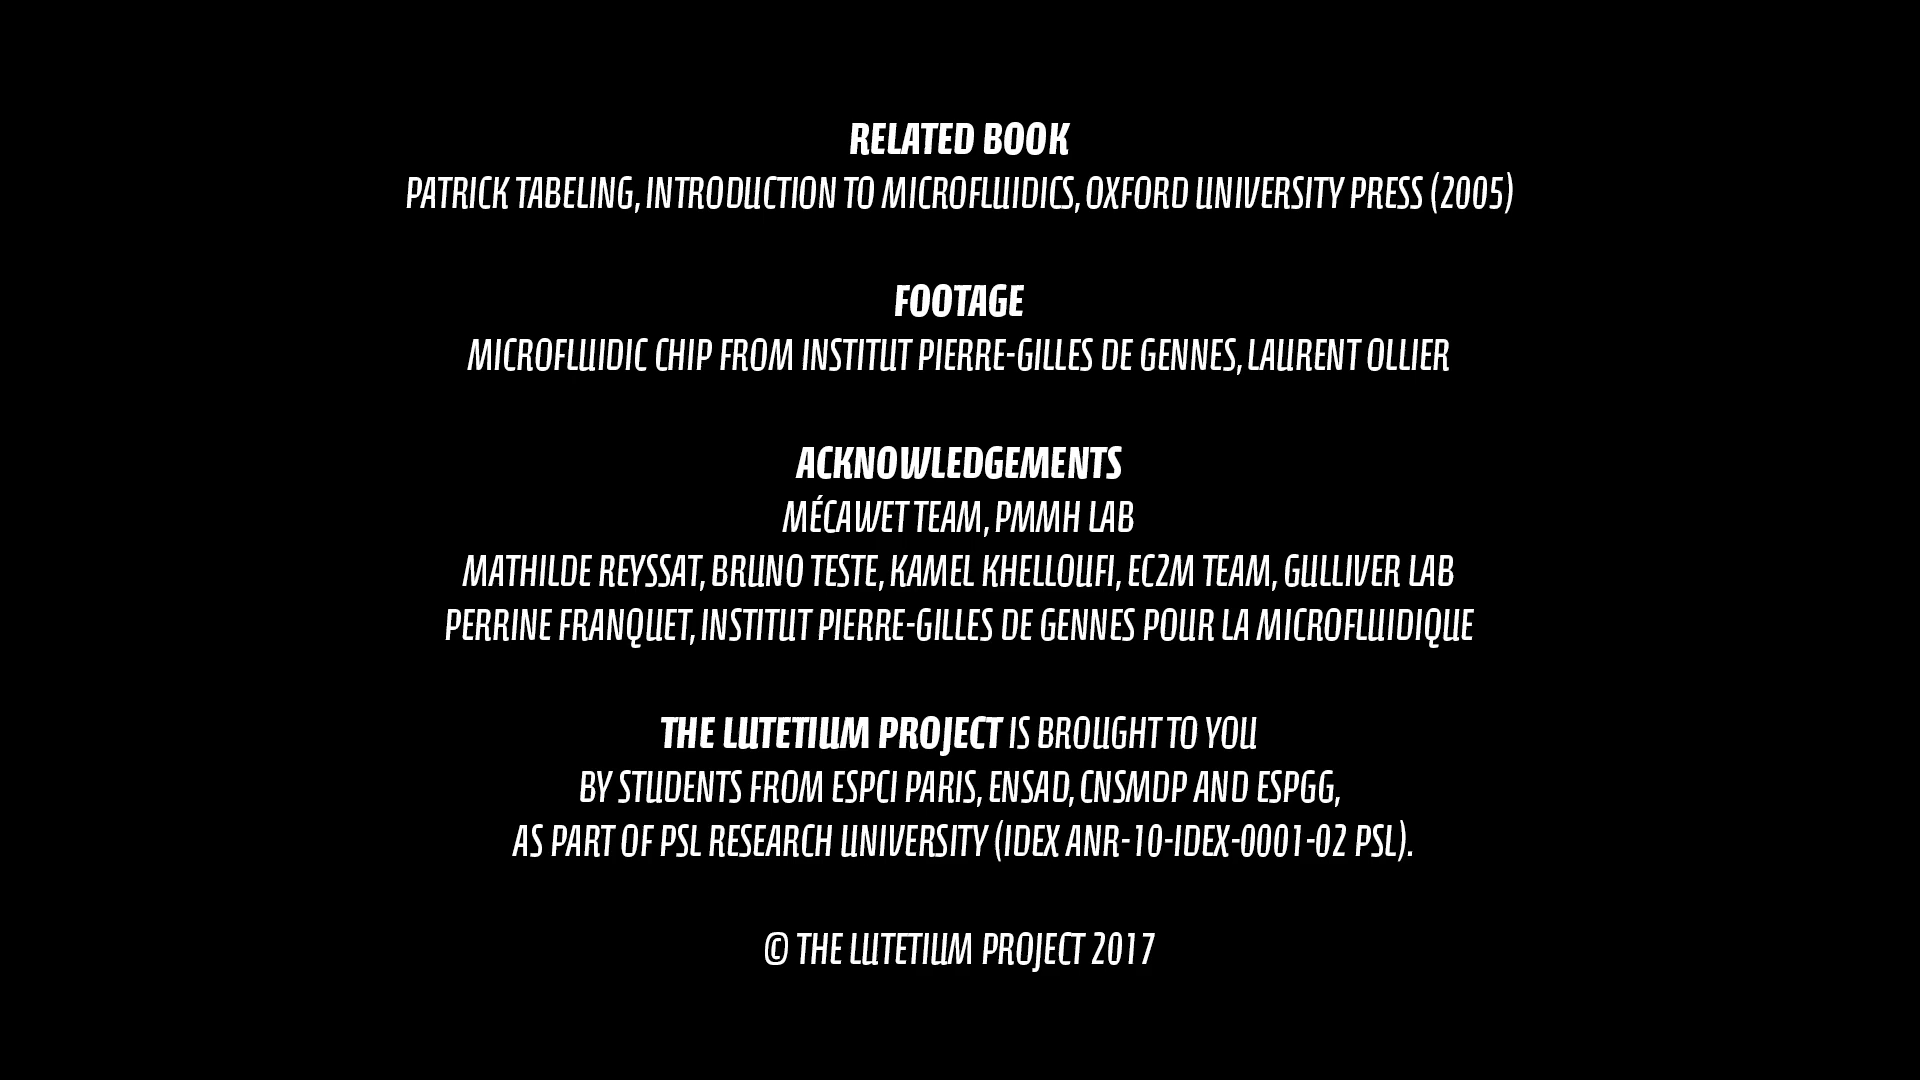 RELATED BOOK
PATRICK TABELING, INTRODUCTION TO MICROFLUIDICS, OXFORD UNIVERSITY PRESS (2005)
FOOTAGE
MICROFLUIDIC CHIP FROM INSTITUT PIERRE-GILLES DE GENNES, LAURENT OLLIER
ACKNOWLEDGEMENTS
MÉCAWET TEAM, PMMH LAB
MATHILDE REYSSAT, BRUNO TESTE, KAMEL KHELLOUFI, EC2M TEAM, GULLIVER LAB
PERRINE FRANQUET, INSTITUT PIERRE-GILLES DE GENNES POUR LA MICROFLUIDIQUE
THE LUTETIUM PROJECT IS BROUGHT TO YOU
BY STUDENTS FROM ESPCI PARIS, ENSAD, CNSMDP AND ESPGG,
AS PART OF PSL RESEARCH UNIVERSITY (IDEX ANR-10-IDEX-0001-02 PSL).
© THE LUTETIUM PROJECT 2017